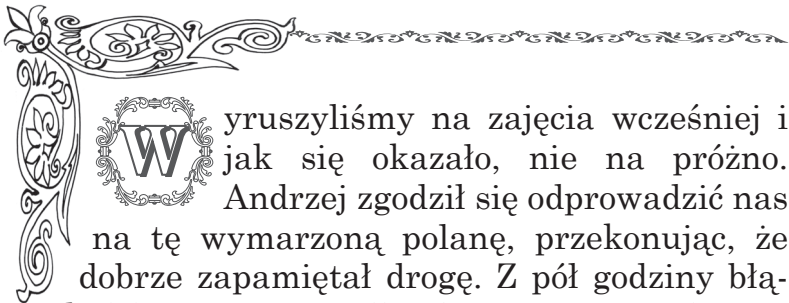 Wyruszyliśmy na zajęcia wcześniej i
jak się okazało, nie na próżno.
Andrzej zgodził się odprowadzić nas
na tę wymarzoną polanę, przekonując, że
dobrze zapamiętał drogę. Z pół godziny błą-